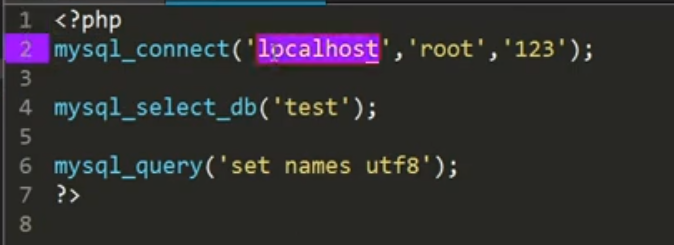 1 <?php
2 mysql_connect('localhost','root','123');
3
4 mysql_select_db('test');
5
6 mysql_query('set names utf8');
7 ?>
8